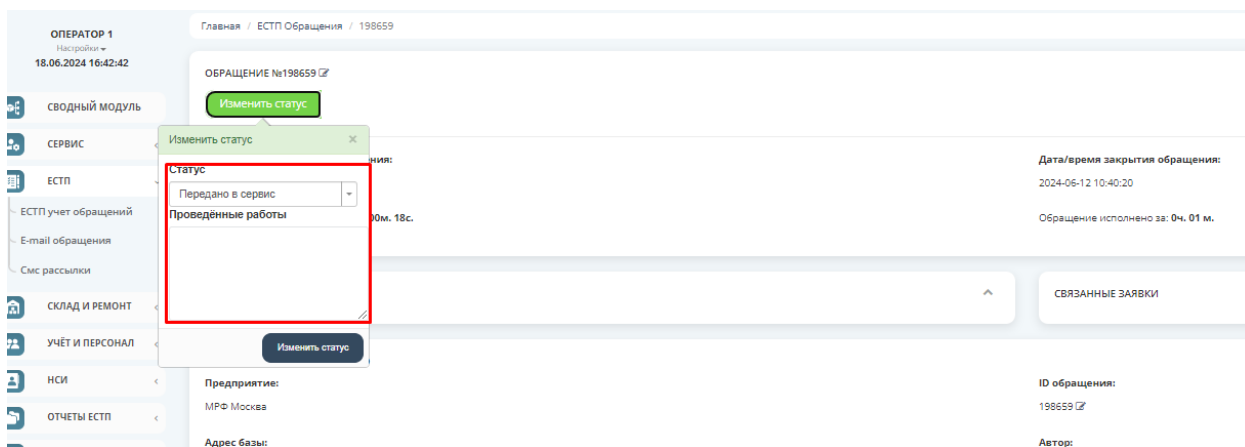 ОПЕРАТОР 1
Настройки
18.06.2024 16:42:42
СВОДНЫЙ МОДУЛЬ
СЕРВИС
ЕСТП
ЕСТП учет обращений
E-mail обращения
Смс рассылки
СКЛАД И РЕМОНТ
УЧЁТ И ПЕРСОНАЛ
НСИ
ОТЧЕТЫ ЕСТП
Главная / ЕСТП Обращения / 198659
ОБРАЩЕНИЕ №198659
Изменить статус
Изменить статус ×
Статус
Передано в сервис
Проведённые работы
Изменить статус
ния:
00м. 18с.
Дата/время закрытия обращения:
2024-06-12 10:40:20
Обращение исполнено за: 0ч. 01 м.
СВЯЗАННЫЕ ЗАЯВКИ
Предприятие:
МРФ Москва
Адрес базы:
ID обращения:
198659
Автор: